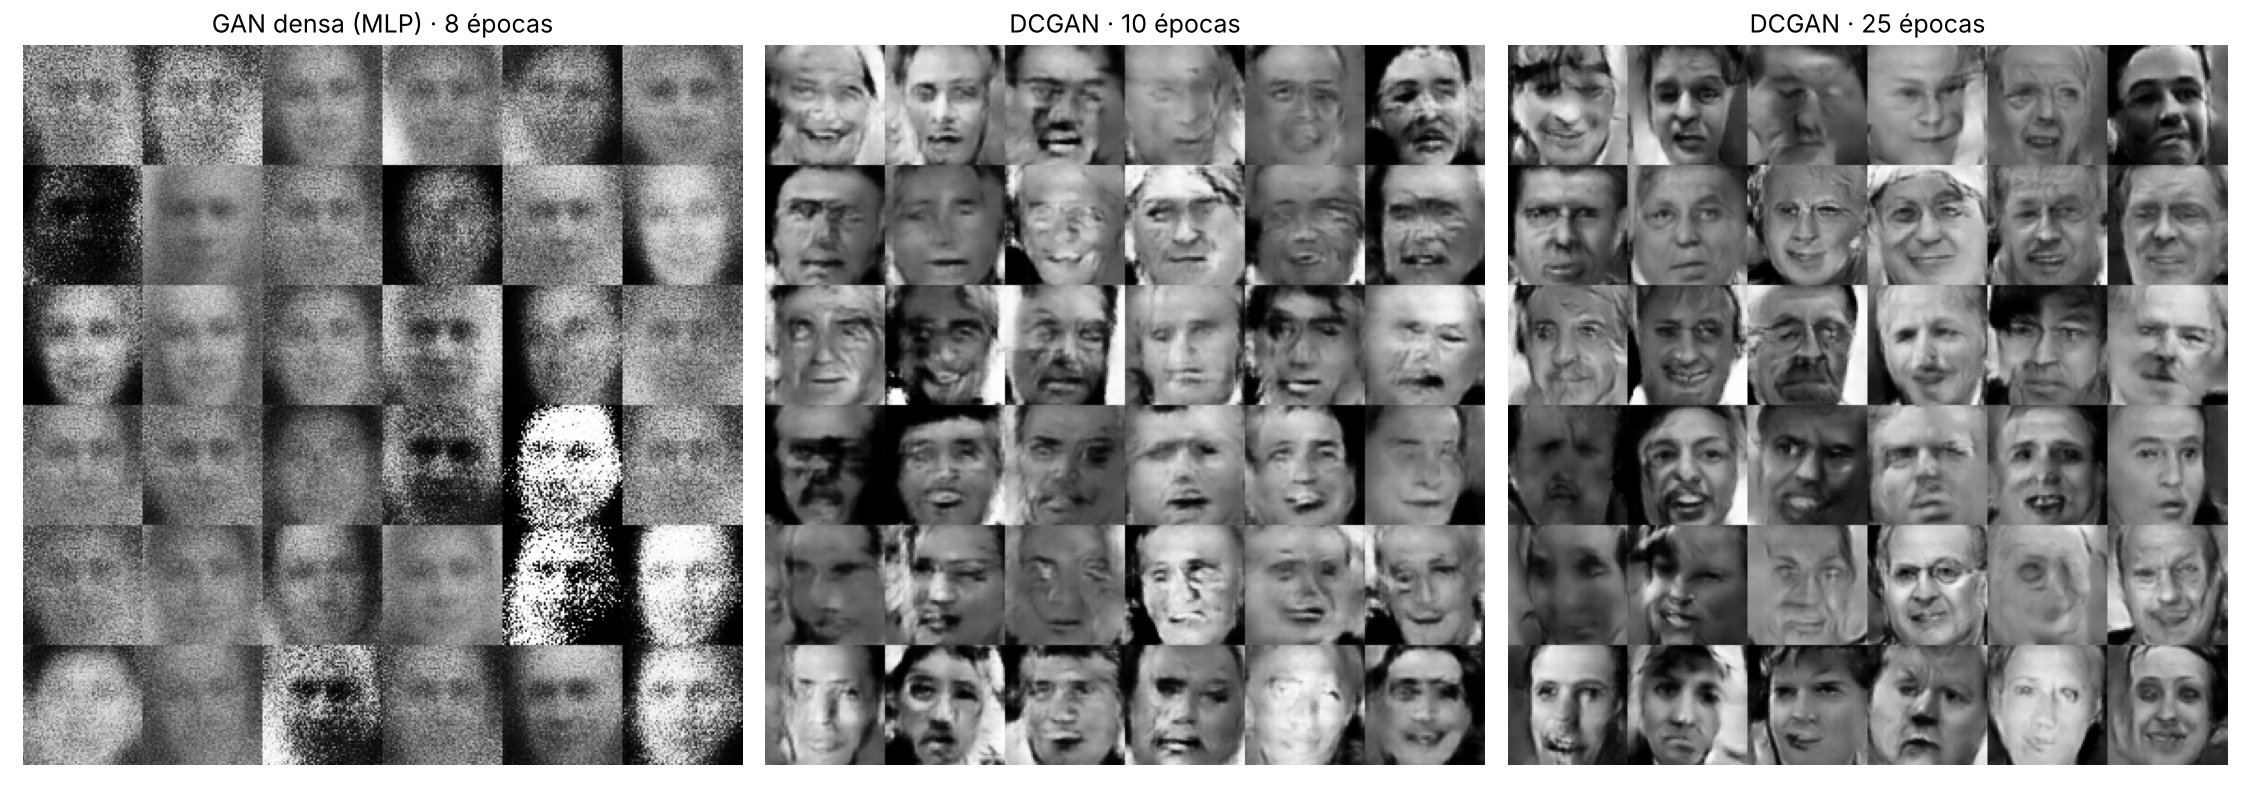 GAN densa (MLP) · 8 épocas
DCGAN · 10 épocas
DCGAN · 25 épocas